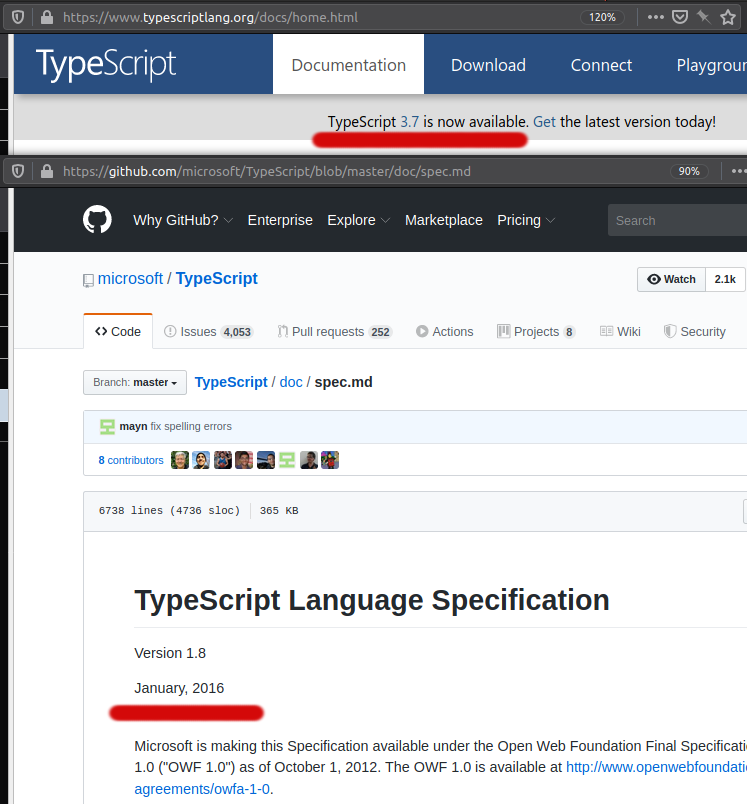 https://www.typescriptlang.org/docs/home.html 120%
TypeScript Documentation Download Connect
TypeScript 3.7 is now available. Get the latest version today!
https://github.com/microsoft/TypeScript/blob/master/doc/spec.md 90%
Why GitHub? Enterprise Explore Marketplace Pricing Search
microsoft / TypeScript Watch 2.1k
Code Issues 4,053 Pull requests 252 Actions Projects 8 Wiki Security
Branch: master TypeScript / doc / spec.md
mayn fix spelling errors
8 contributors
6738 lines (4736 sloc) 365 KB
TypeScript Language Specification
Version 1.8
January, 2016
Microsoft is making this Specification available under the Open Web Foundation Final
1.0 ("OWF 1.0") as of October 1, 2012. The OWF 1.0 is available at
agreements/owfa-1-0.